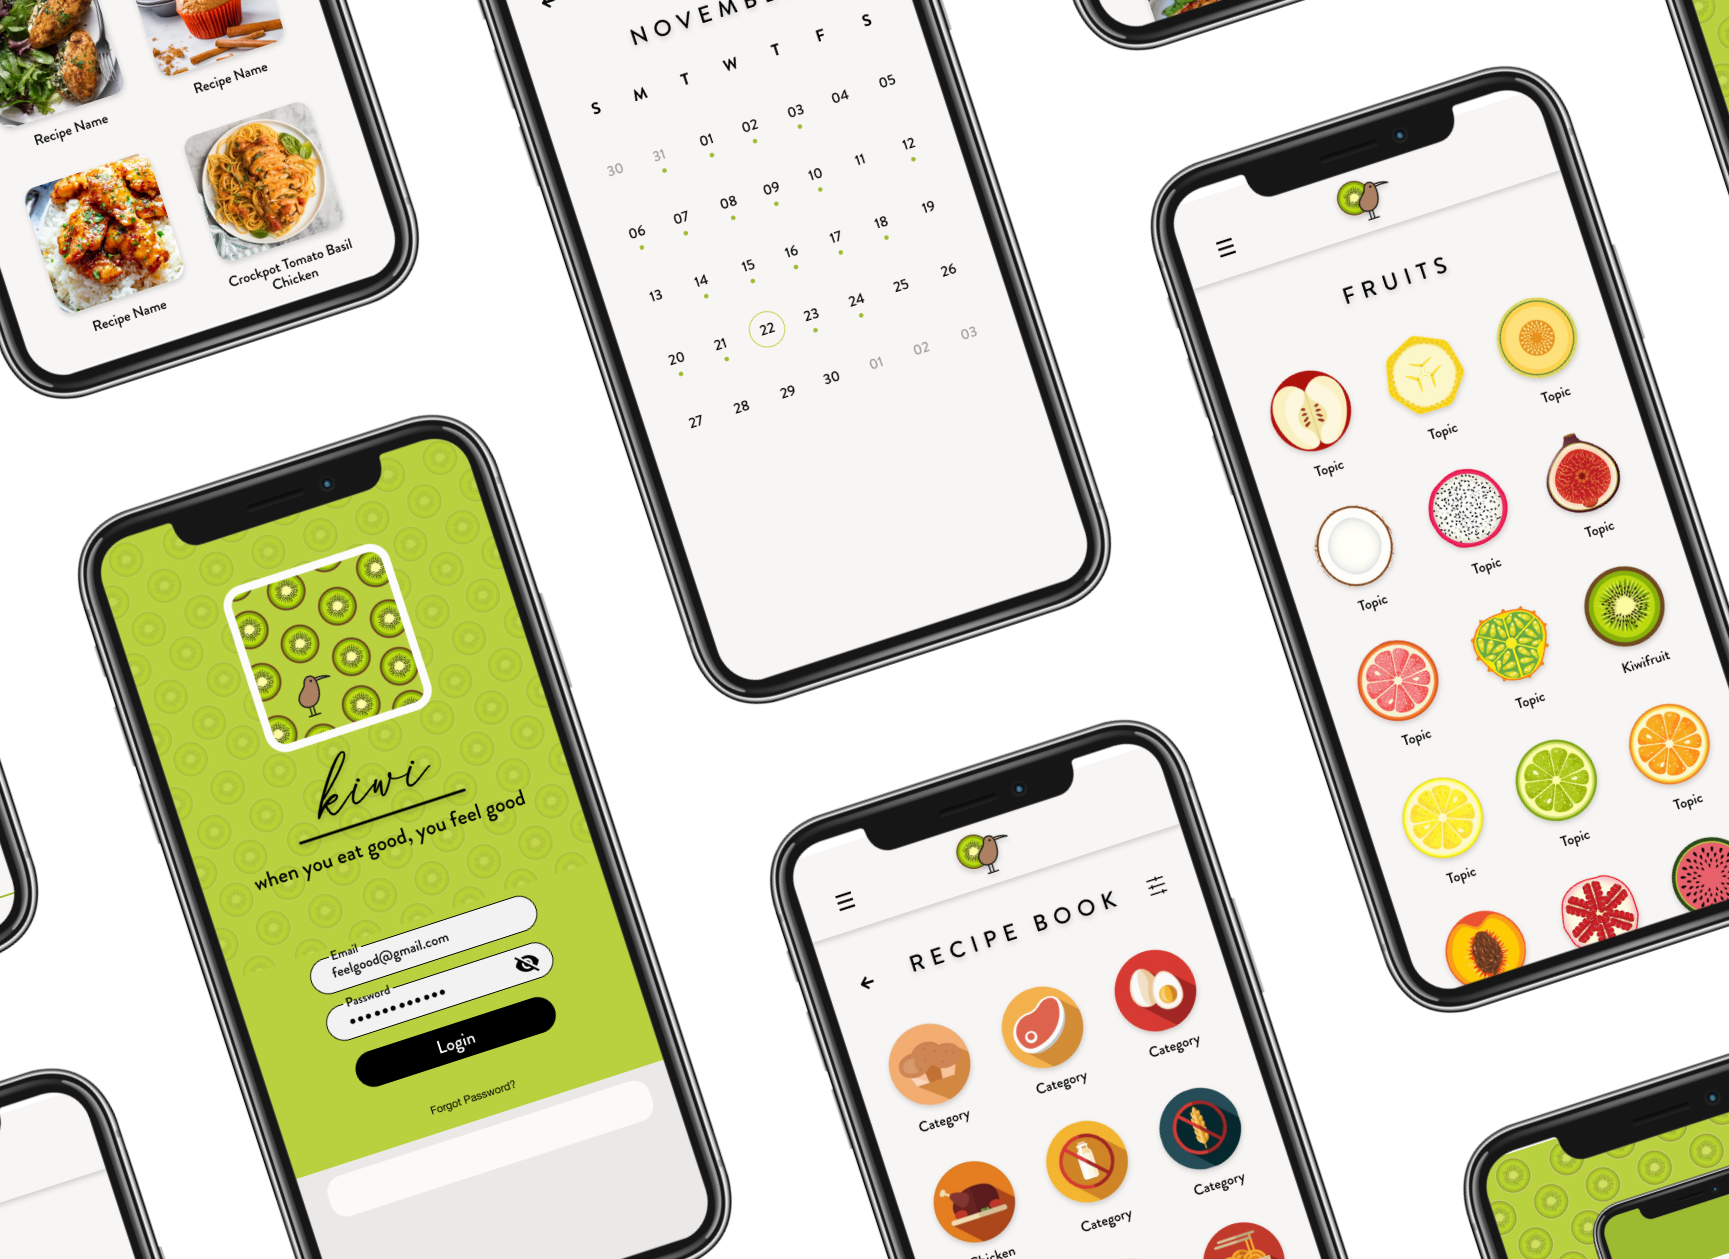 Recipe Name
Recipe Name
Recipe Name
Crockpot Tomato Basil
Chicken
S M T W T F S
30 31 01 02 03 04 05
06 07 08 09 10 11 12
13 14 15 16 17 18 19
20 21 22 23 24 25 26
27 28 29 30 01 02 03
FRUITS
Topic
Topic
Topic
Topic
Topic
Topic
Topic
Topic
Kiwifruit
Topic
Topic
Topic
kiwi
when you eat good, you feel good
Email
feelgood@gmail.com
Password
Login
Forgot Password?
RECIPE BOOK
Category
Category
Category
Chicken
Category
Category